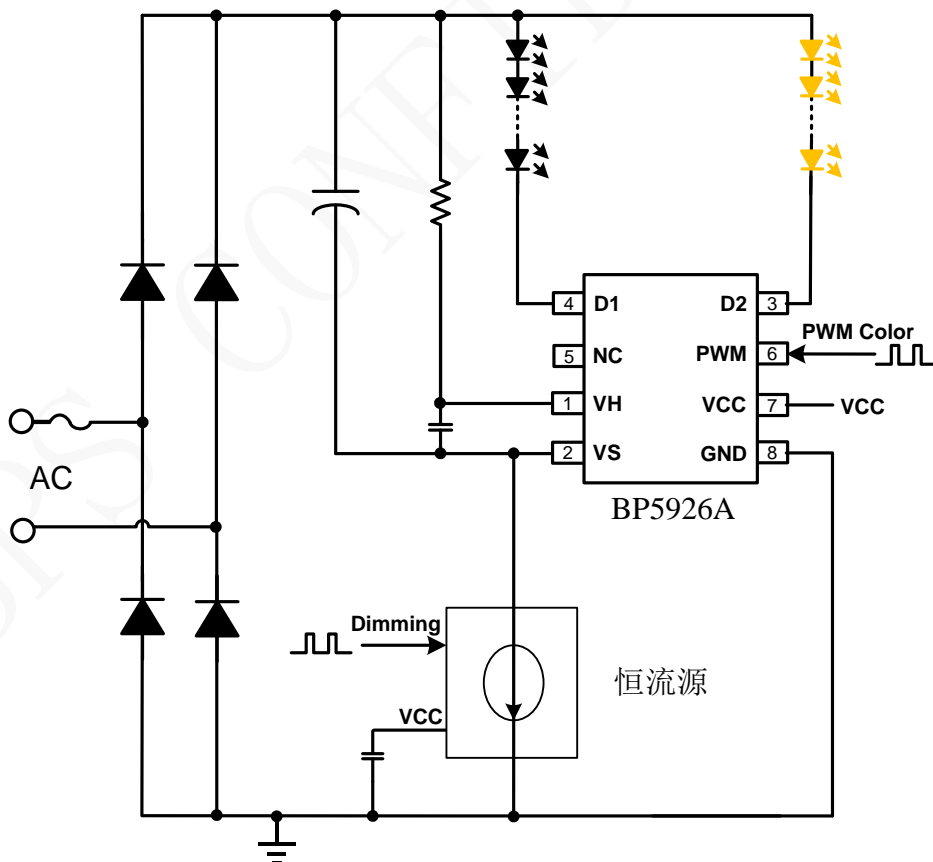 4 D1 D2 3
PWM Color
5 NC PWM 6
1 VH VCC 7 VCC
2 VS GND 8
AC
BP5926A
Dimming
恒流源
VCC